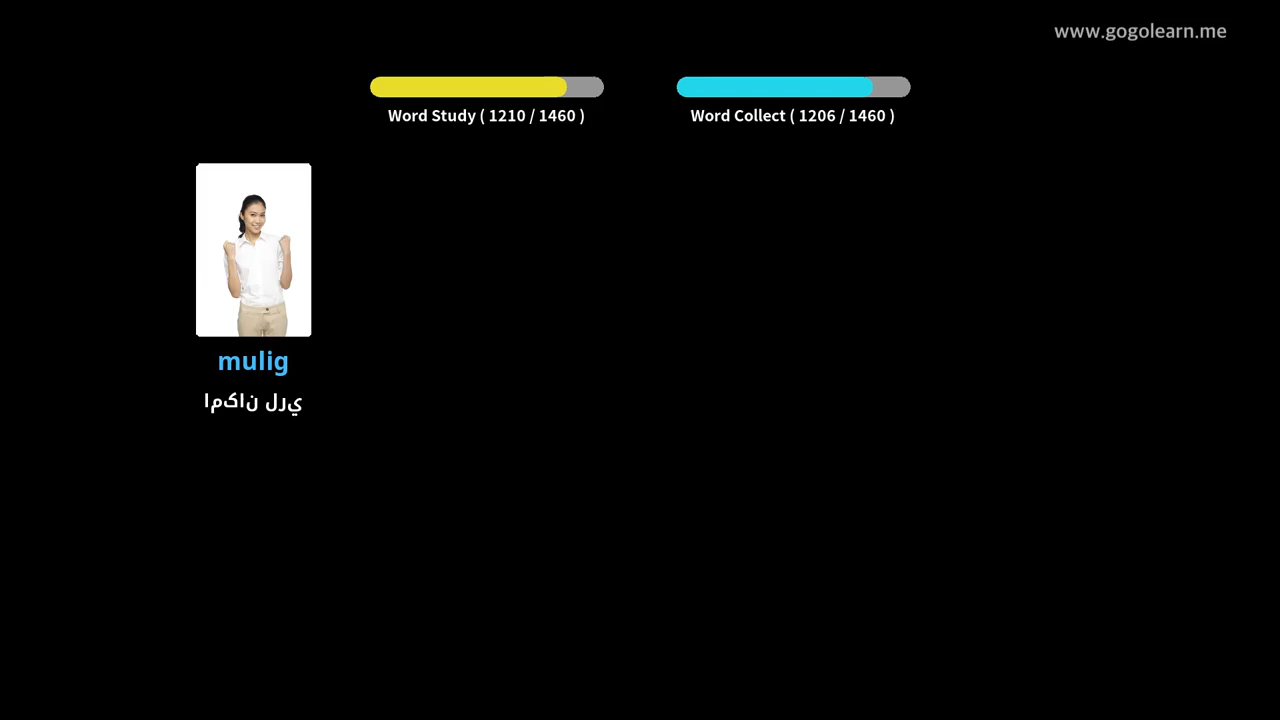 www.gogolearn.me
Word Study ( 1210 / 1460 )
Word Collect ( 1206 / 1460 )
mulig
امکان لري